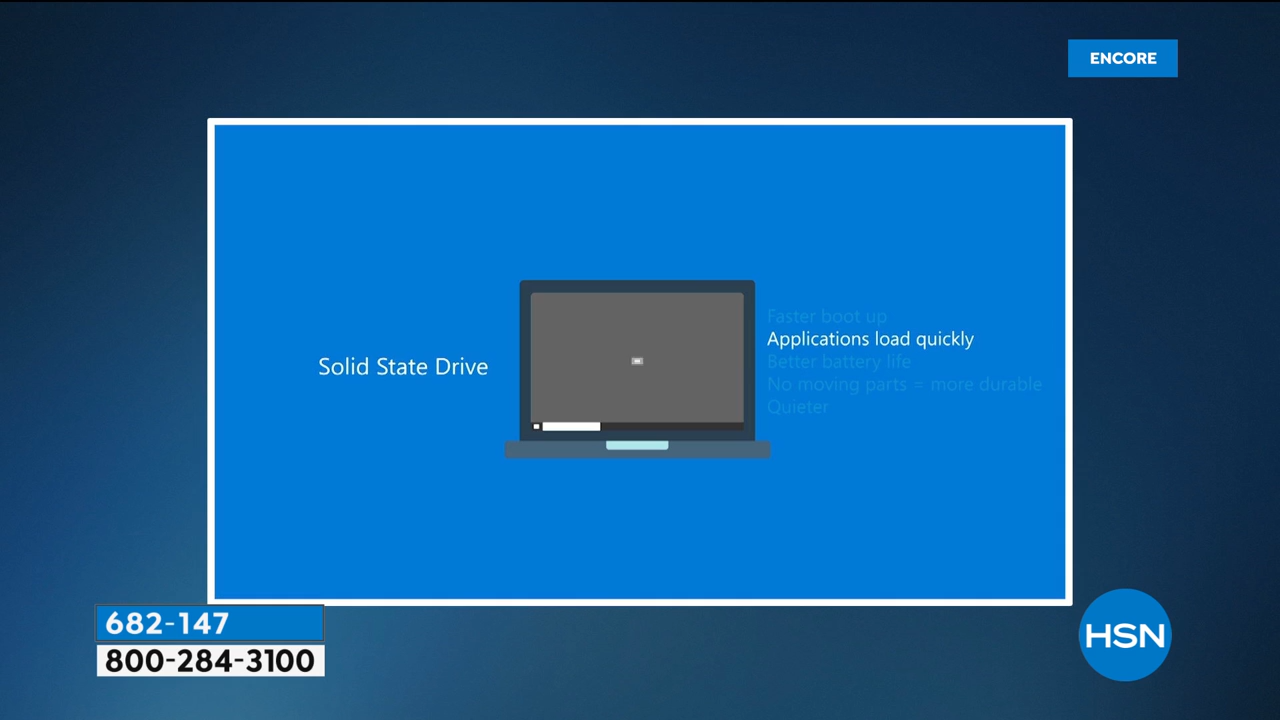 ENCORE
Solid State Drive
Faster boot up
Applications load quickly
Better battery life
No moving parts = more durable
Quieter
682-147
800-284-3100
HSN